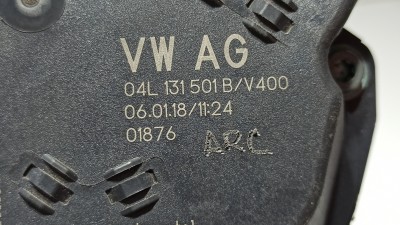 VW AG
04L 131 501 B/V400
06.01.18/11:24
01876 ARC